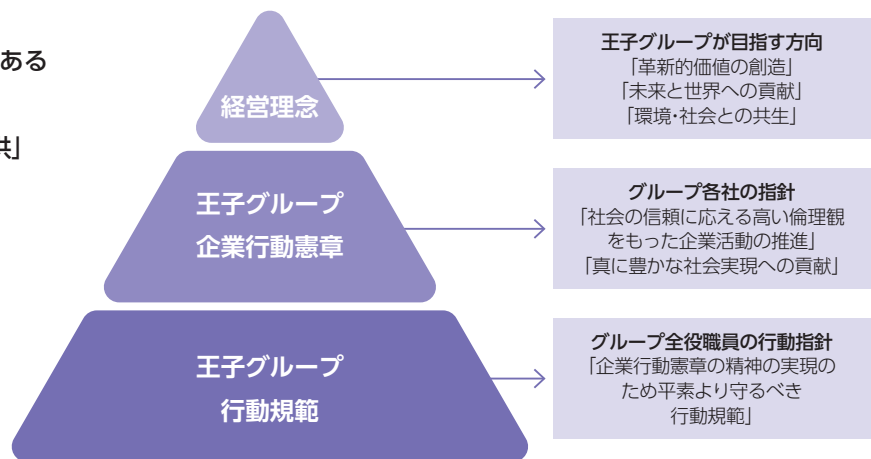 ある
供」
経営理念
王子グループが目指す方向
「革新的価値の創造」
「未来と世界への貢献」
「環境・社会との共生」
王子グループ
企業行動憲章
グループ各社の指針
「社会の信頼に応える高い倫理観
をもった企業活動の推進」
「真に豊かな社会実現への貢献」
王子グループ
行動規範
グループ全役職員の行動指針
「企業行動憲章の精神の実現の
ため平素より守るべき
行動規範」